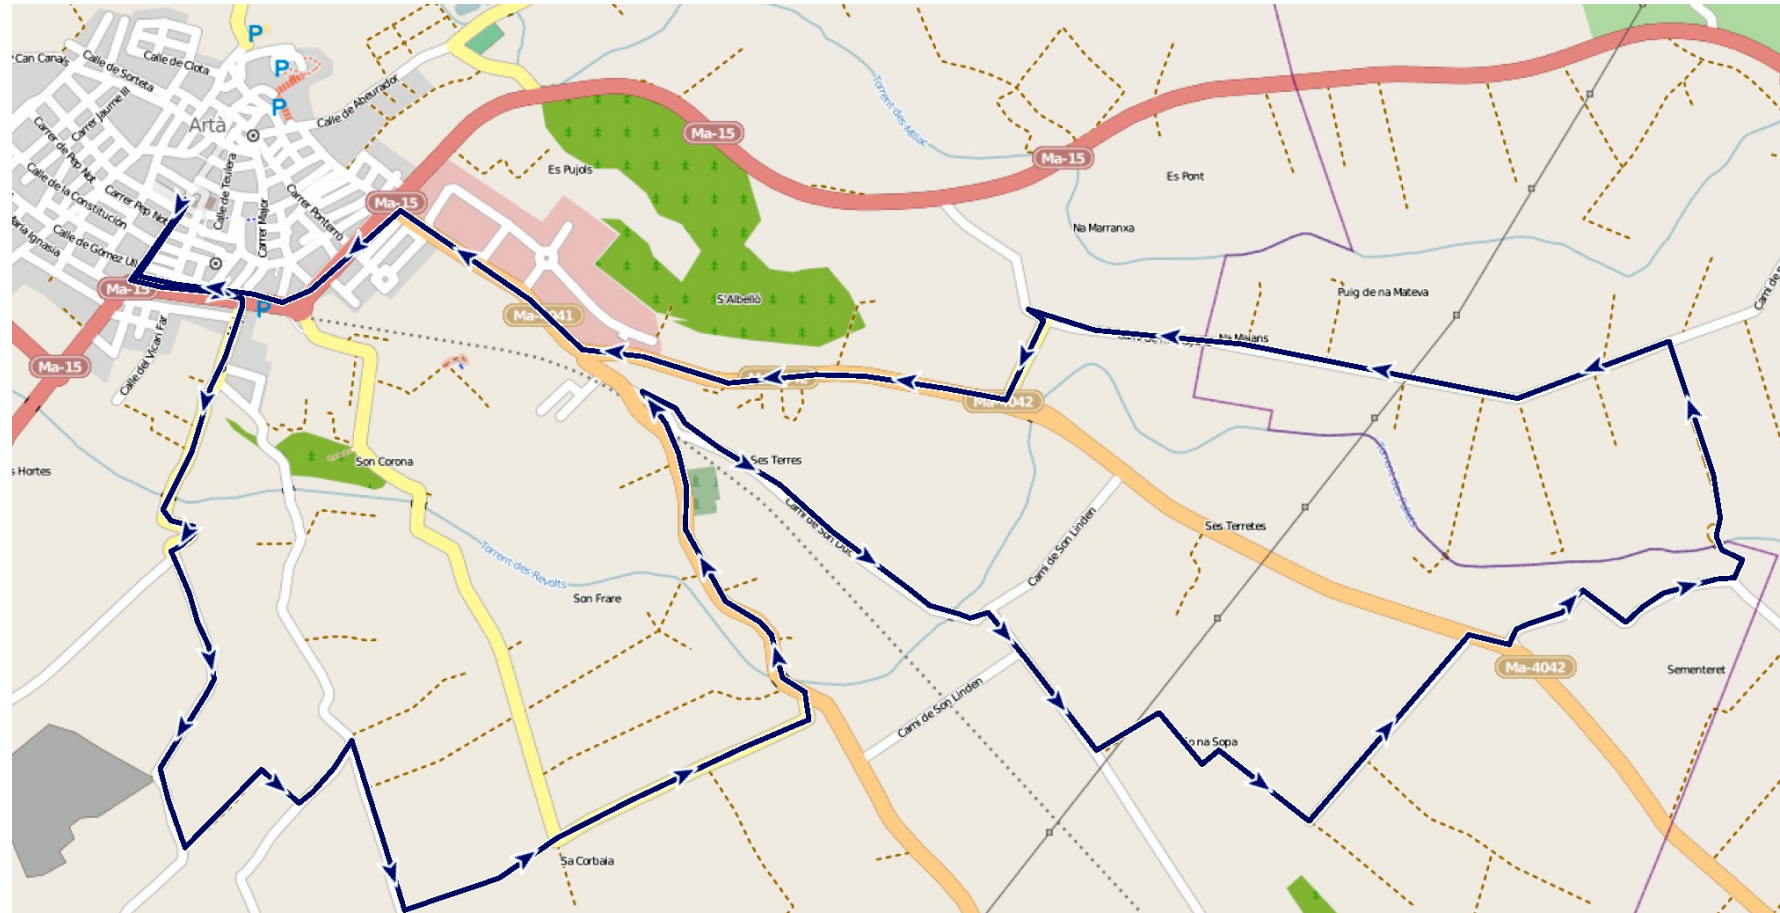 P
Can Canals
Calle de Sorteta
Calle de Clota
P
P
Carrer Jaume III
Calle de Abeurador
Artà
Carrer de Pep Not
Calle de la Constitución
Carrer Pep Not
Calle de Teulera
Carrer Major
Carrer Ponterró
Maria Ignasia
Torrent des Millac
Ma-15
Ma-15
Es Pujols
Es Pont
Ma-15
Na Marranxa
Ma-15
P
Puig de na Mateva
S'Albelló
Ma-4041
Camí de
Na Maians
Calle del Vicari Far
Ma-15
Ma-4042
Son Corona
Ses Terres
s Hortes
Camí de Son Duc
Camí de Son Linden
Ses Terretes
Torrent des Revolts
Son Frare
Ma-4042
Sementeret
Camí de Son Linden
na Sopa
Sa Corbaia